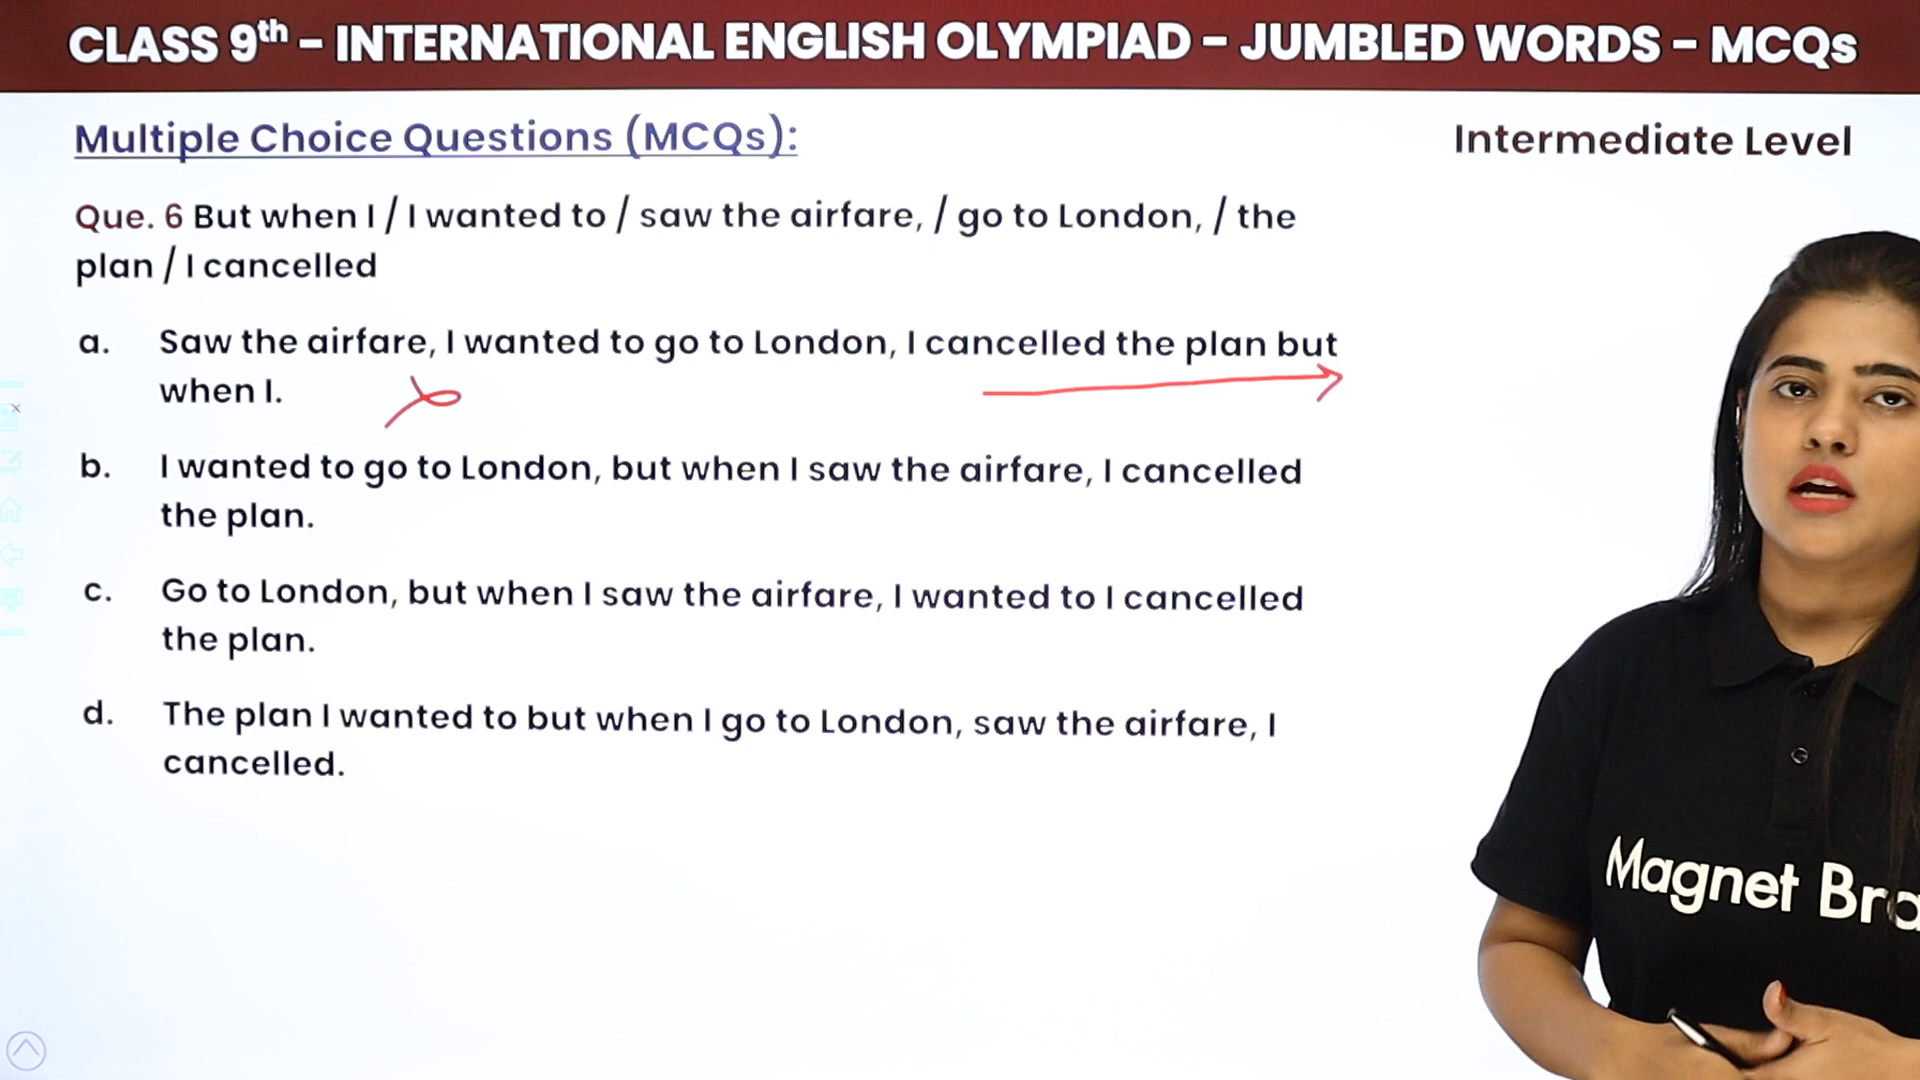 CLASS 9th – INTERNATIONAL ENGLISH OLYMPIAD – JUMBLED WORDS – MCQs
Multiple Choice Questions (MCQs):
Intermediate Level
Que. 6 But when I / I wanted to / saw the airfare, / go to London, / the
plan / I cancelled
a. Saw the airfare, I wanted to go to London, I cancelled the plan but
when I.
b. I wanted to go to London, but when I saw the airfare, I cancelled
the plan.
c. Go to London, but when I saw the airfare, I wanted to I cancelled
the plan.
d. The plan I wanted to but when I go to London, saw the airfare, I
cancelled.
Magnet Bra